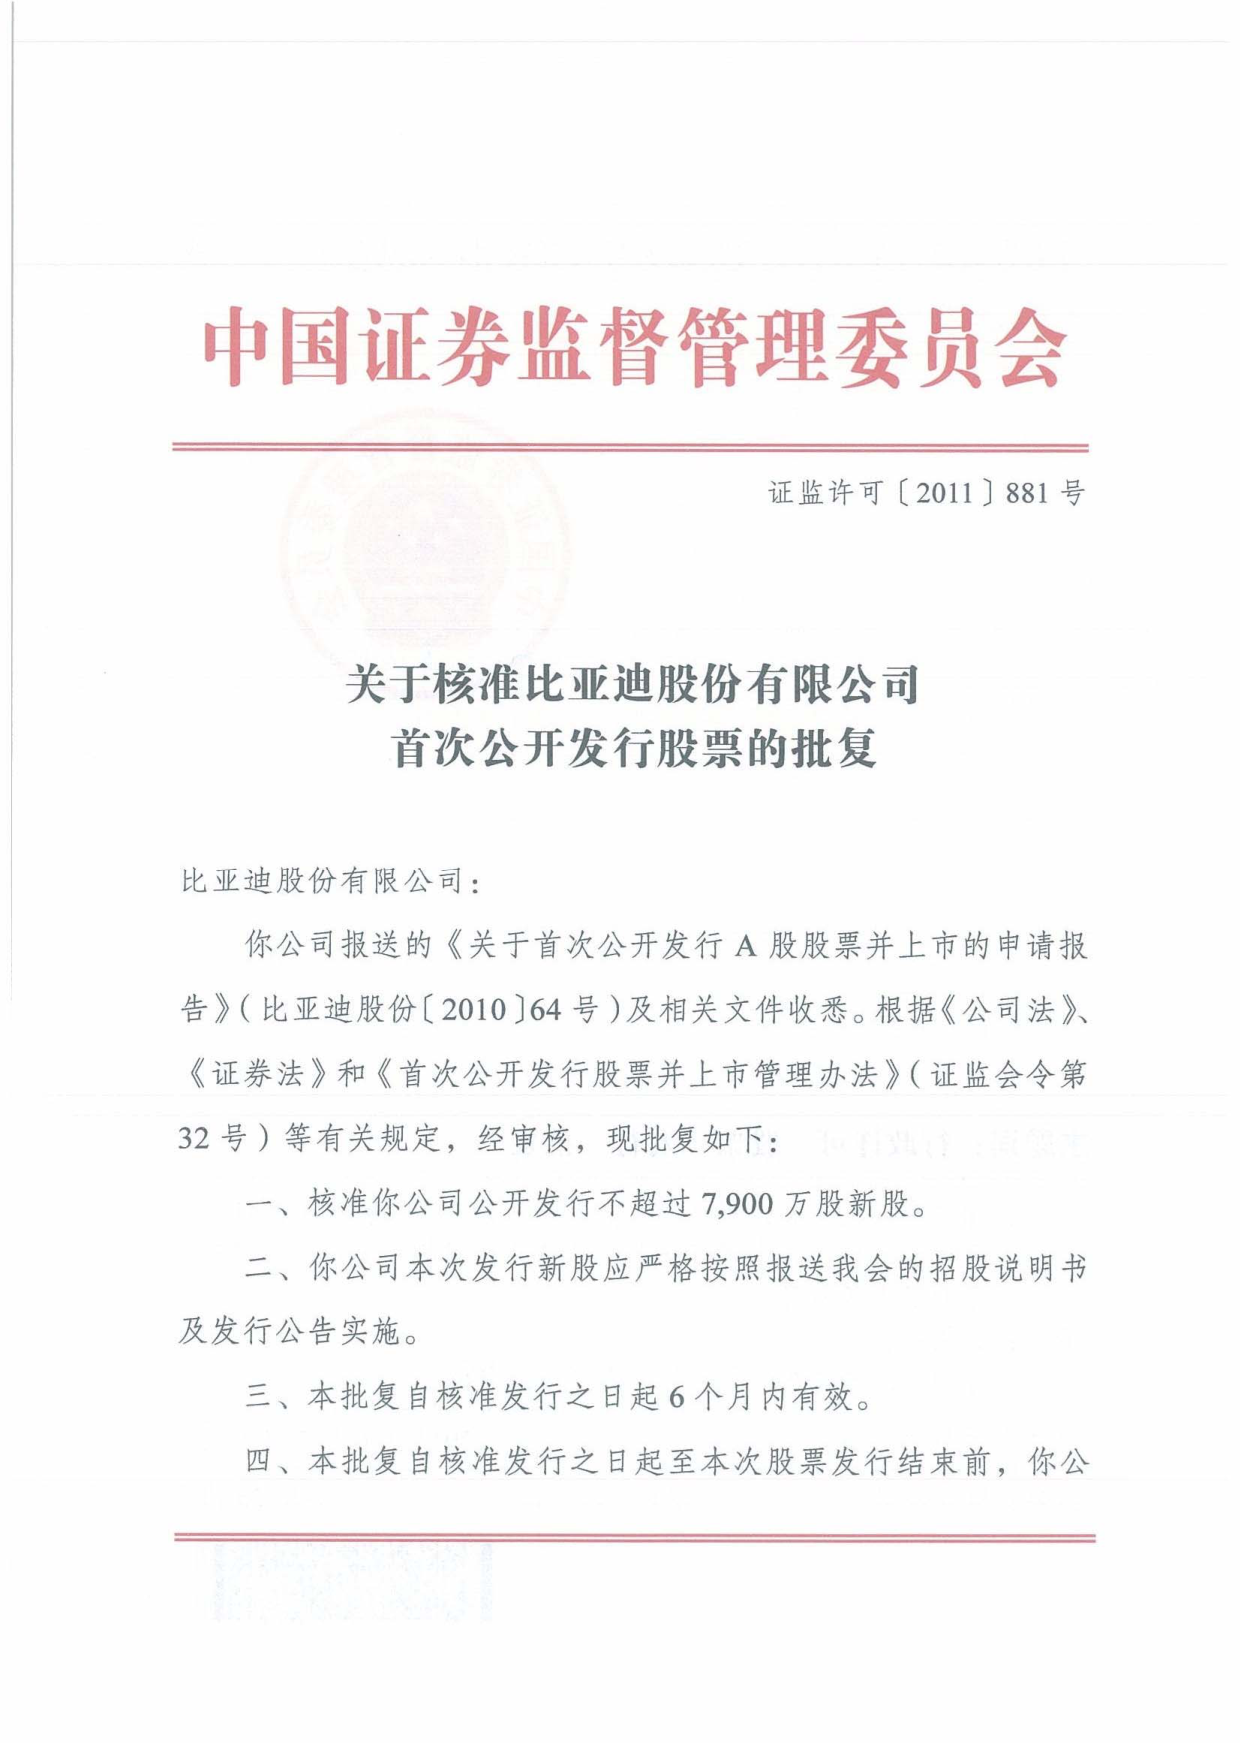 中国证券监督管理委员会
证监许可〔2011〕881 号
关于核准比亚迪股份有限公司
首次公开发行股票的批复
比亚迪股份有限公司：
你公司报送的《关于首次公开发行 A 股股票并上市的申请报
告》(比亚迪股份〔2010〕64 号)及相关文件收悉。根据《公司法》、
《证券法》和《首次公开发行股票并上市管理办法》(证监会令第
32 号)等有关规定，经审核，现批复如下：
一、核准你公司公开发行不超过 7,900 万股新股。
二、你公司本次发行新股应严格按照报送我会的招股说明书
及发行公告实施。
三、本批复自核准发行之日起 6 个月内有效。
四、本批复自核准发行之日起至本次股票发行结束前，你公